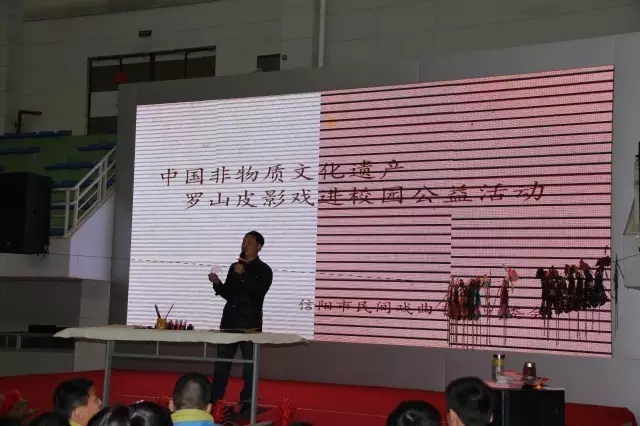 中国非物质文化遗产
罗山皮影戏进校园公益活动
信阳市民间戏曲